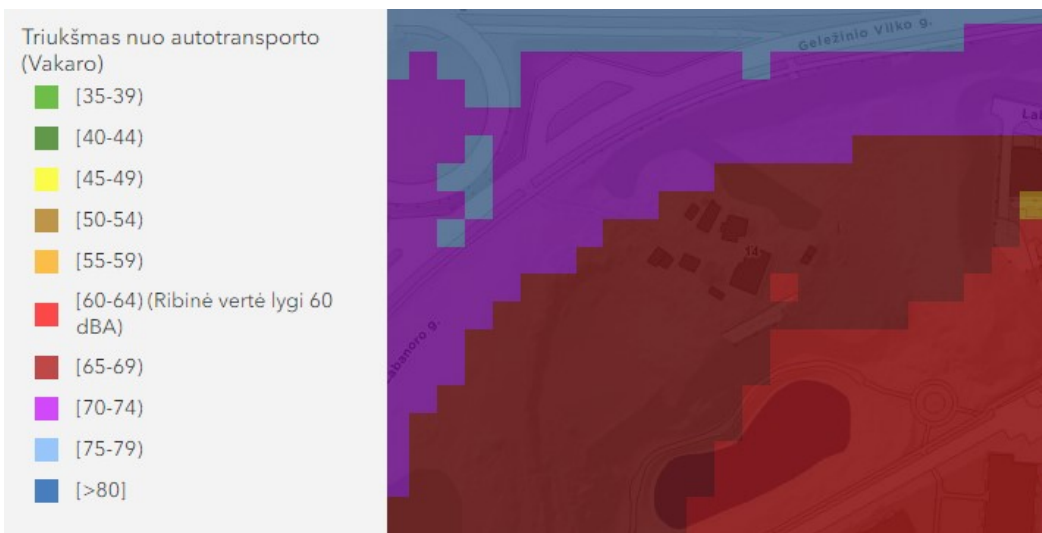 Triukšmas nuo autotransporto
(Vakaro)
[35-39)
[40-44)
[45-49)
[50-54)
[55-59)
[60-64) (Ribinė vertė lygi 60
dBA)
[65-69)
[70-74)
[75-79)
[>80]
Geležinio Vilko g.
14
Labanoro g.